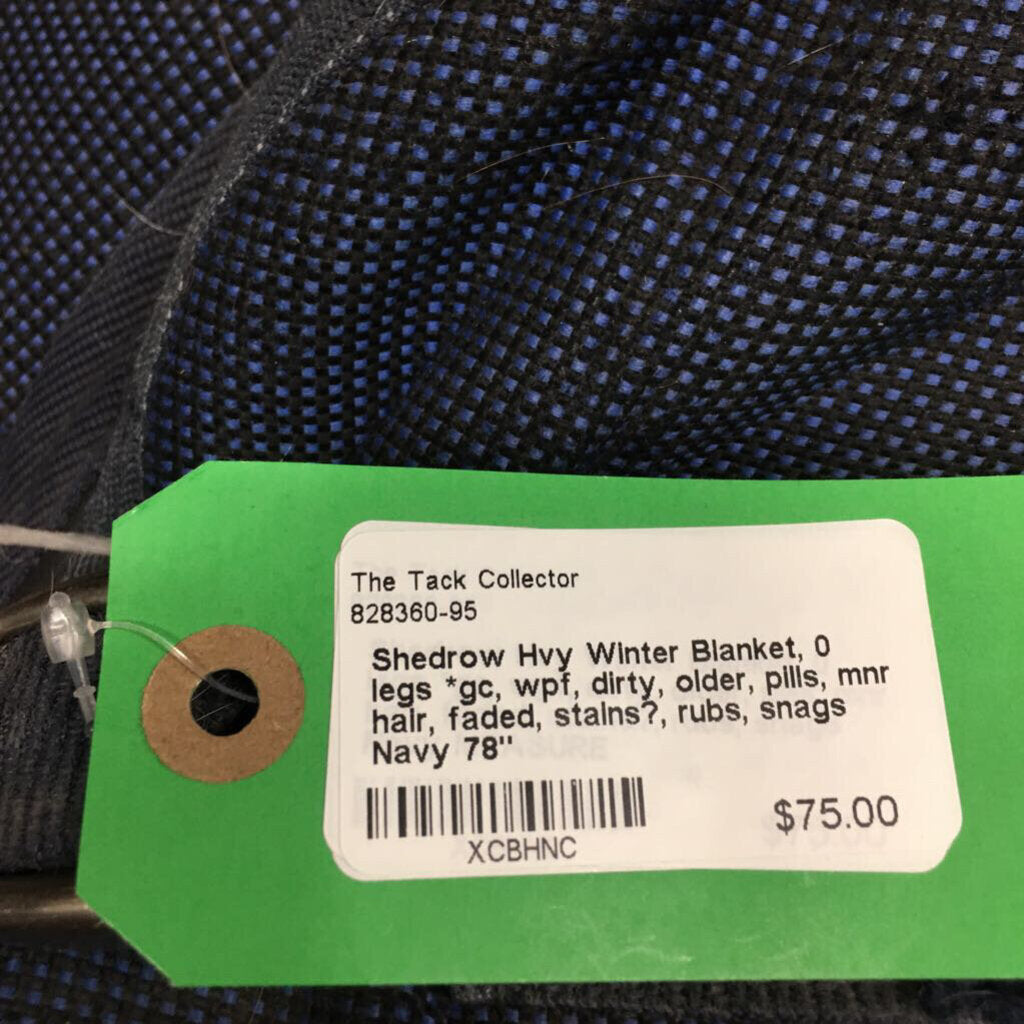 The Tack Collector
828360-95
Shedrow Hvy Winter Blanket, 0
legs *gc, wpf, dirty, older, pills, mnr
hair, faded, stains?, rubs, snags
Navy 78"
XCBHNC
$75.00